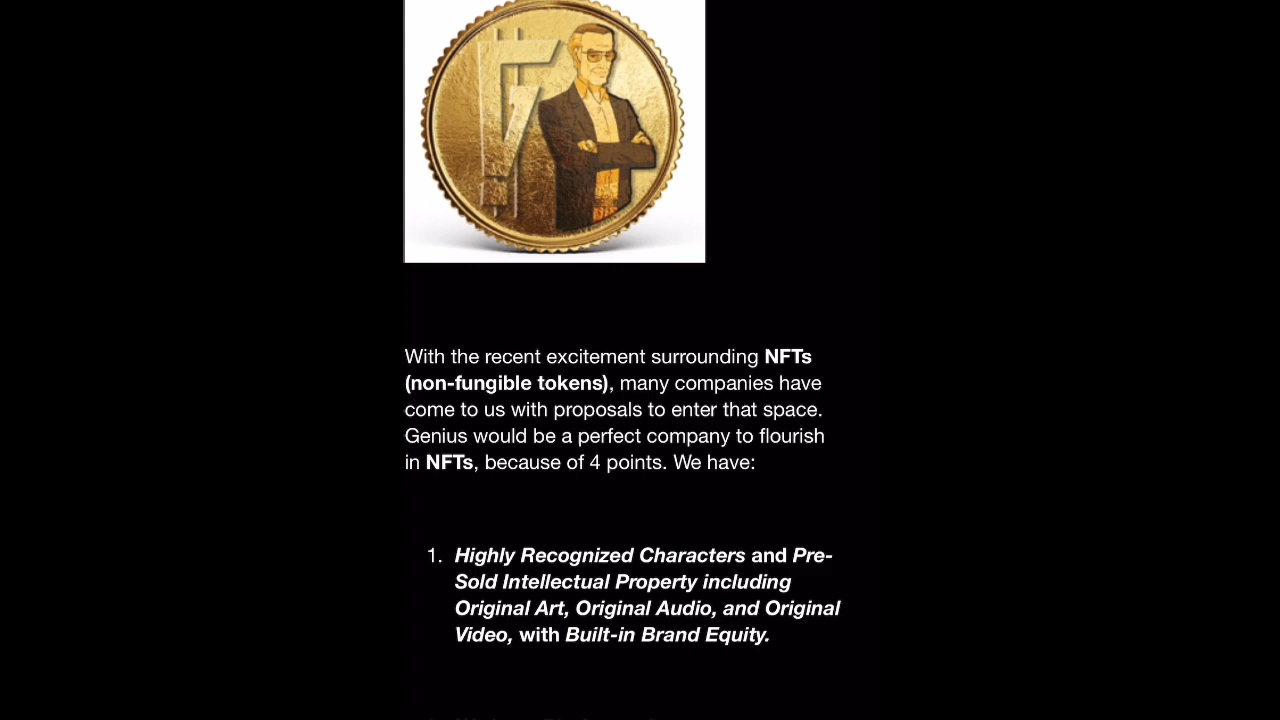 With the recent excitement surrounding NFTs
(non-fungible tokens), many companies have
come to us with proposals to enter that space.
Genius would be a perfect company to flourish
in NFTs, because of 4 points. We have:
1. Highly Recognized Characters and Pre-
Sold Intellectual Property including
Original Art, Original Audio, and Original
Video, with Built-in Brand Equity.